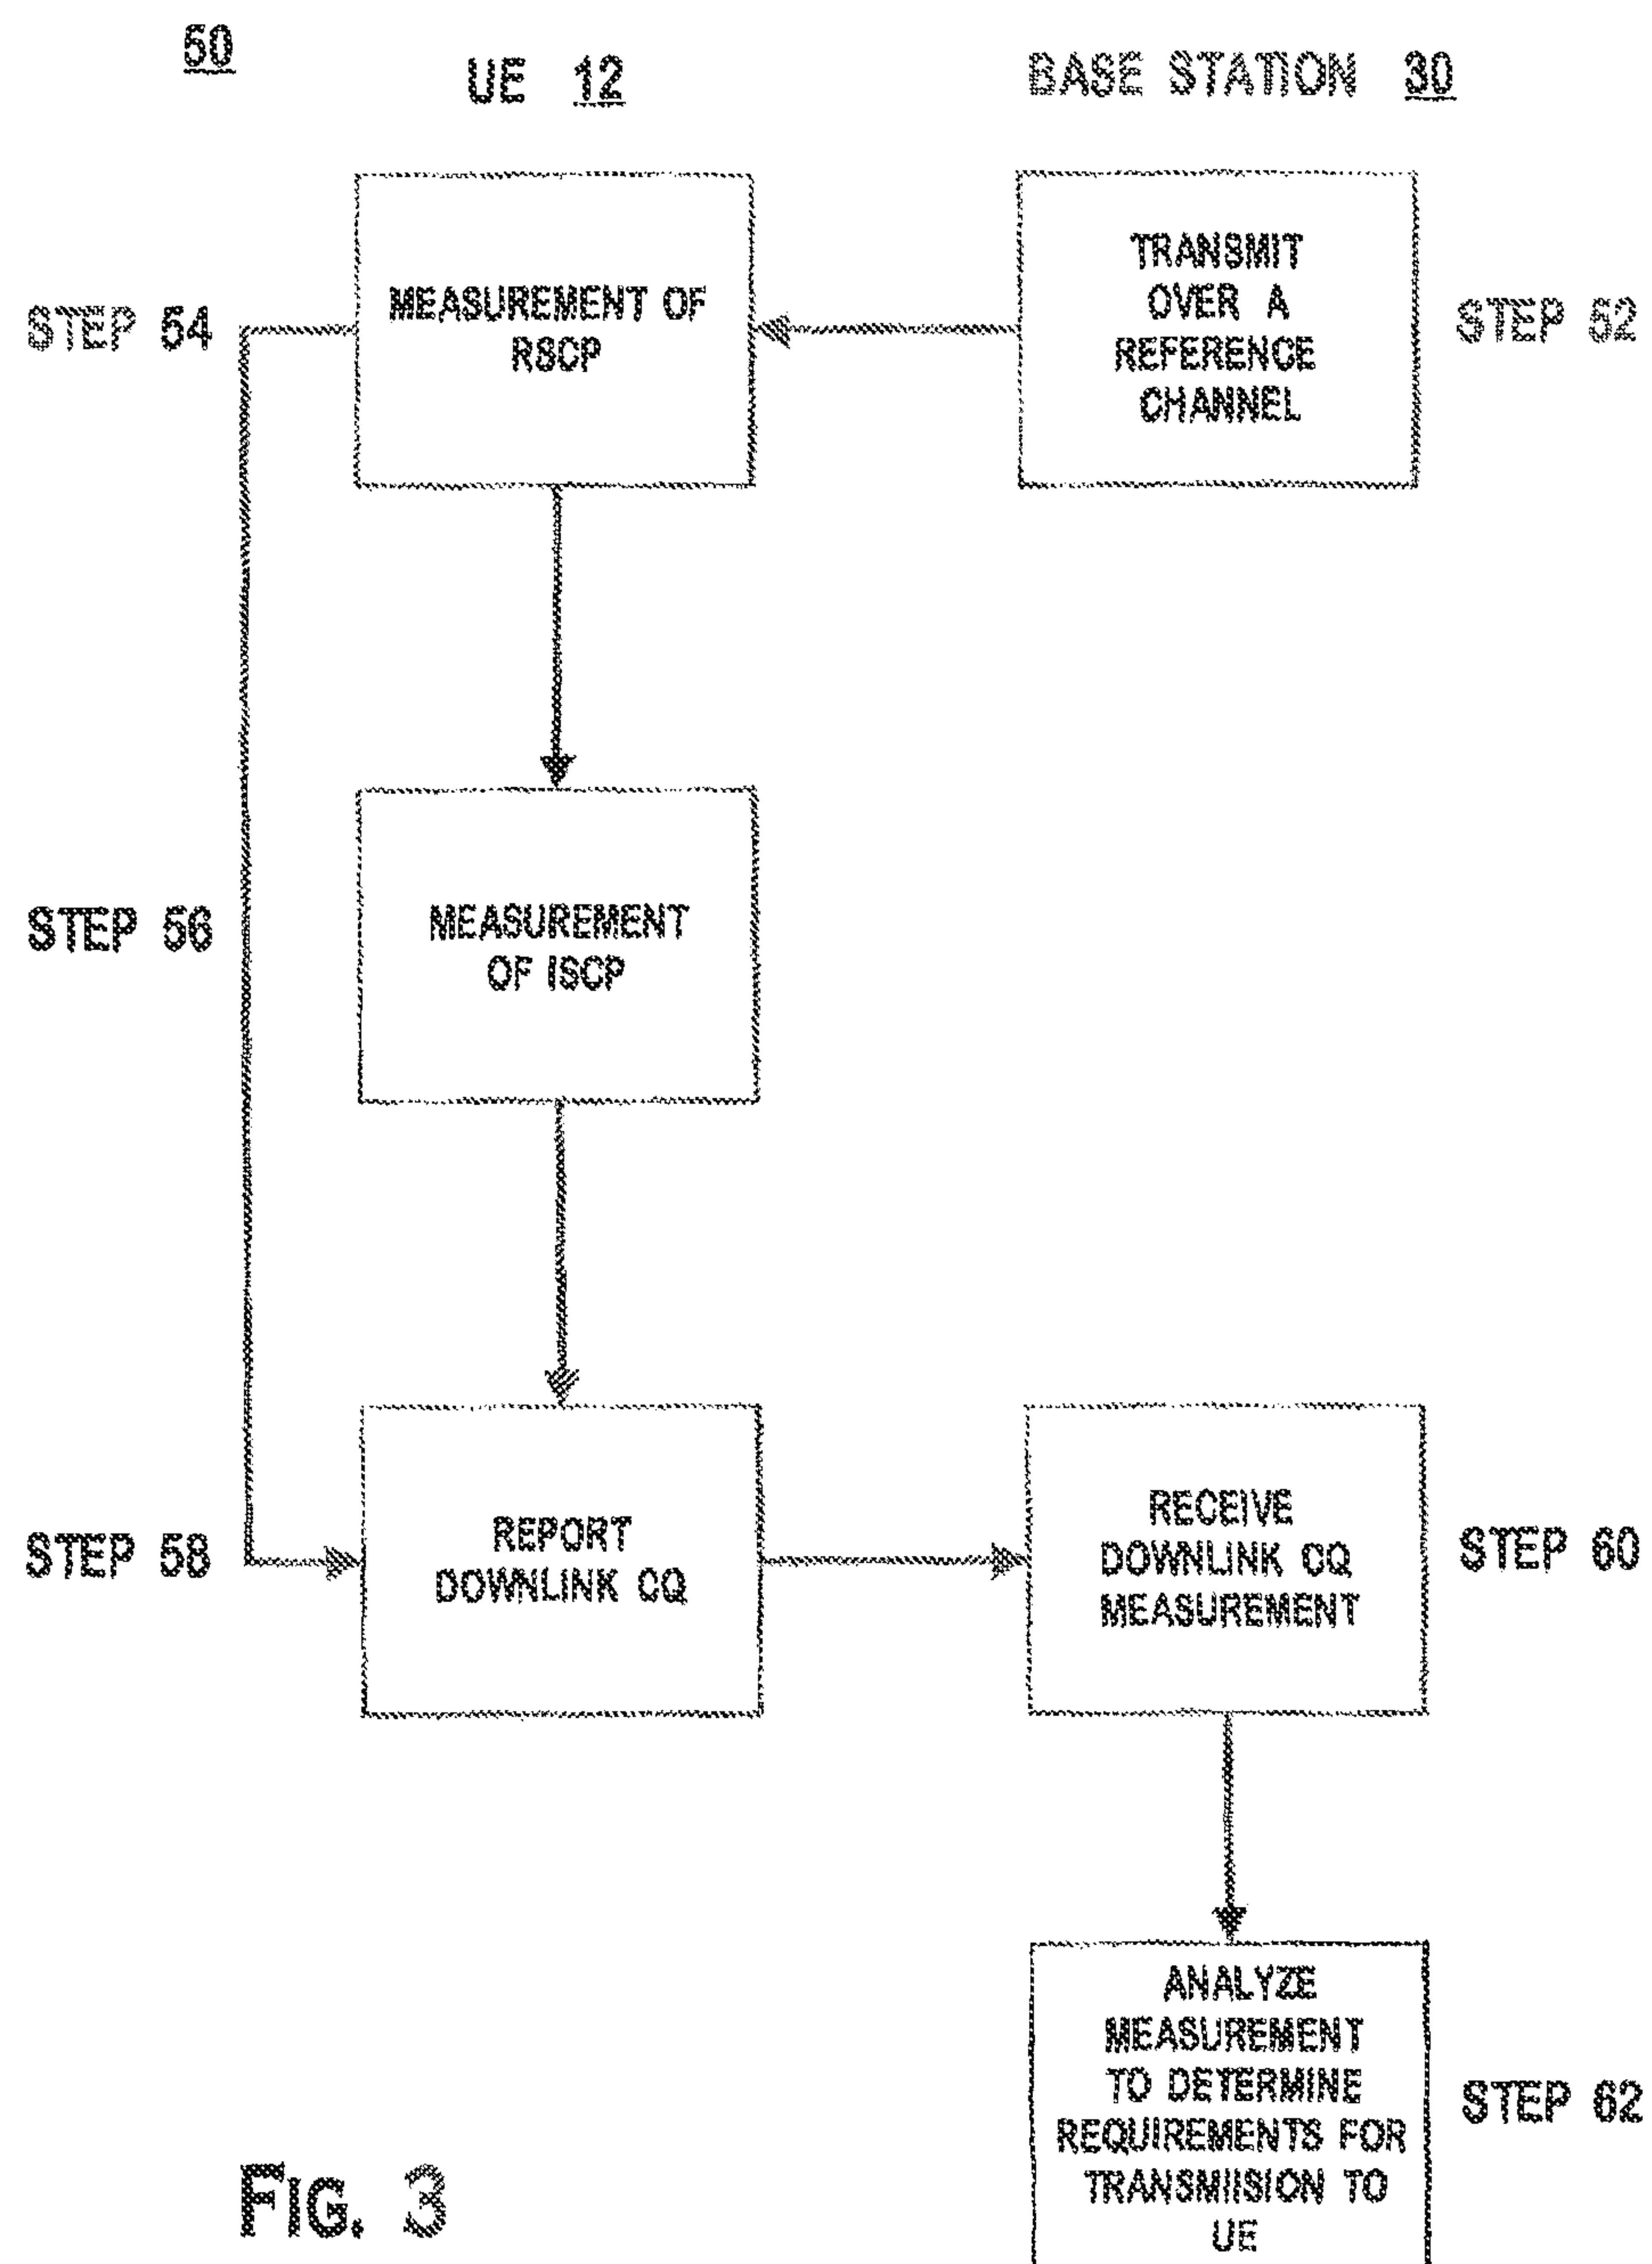 50
UE 12
BASE STATION 30
MEASUREMENT OF
RSCP
TRANSMIT
OVER A
REFERENCE
CHANNEL
STEP 54
STEP 52
STEP 56
MEASUREMENT
OF ISCP
STEP 58
REPORT
DOWNLINK CQ
RECEIVE
DOWNLINK CQ
MEASUREMENT
STEP 60
ANALYZE
MEASUREMENT
TO DETERMINE
REQUIREMENTS FOR
TRANSMIISION TO
UE
STEP 62
FIG. 3